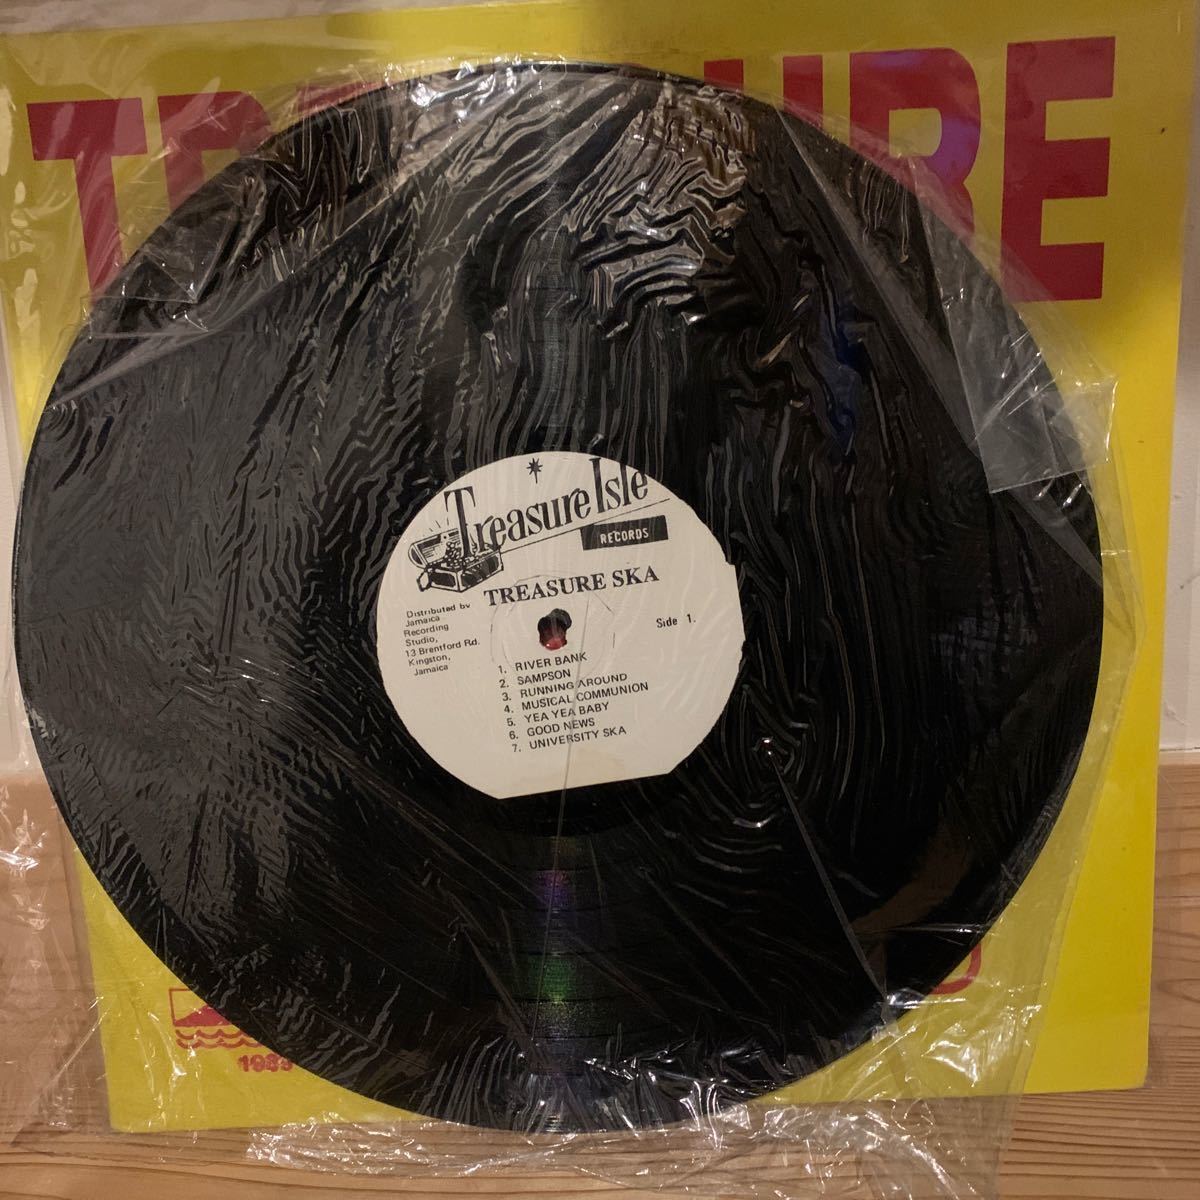 TREASURE
Treasure Isle
RECORDS
TREASURE SKA
Distributed by
Jamaica
Recording
Studio,
13 Brentford Rd.
Kingston,
Jamaica
Side 1.
1. RIVER BANK
2. SAMPSON
3. RUNNING AROUND
4. MUSICAL COMMUNION
5. YEA YEA BABY
6. GOOD NEWS
7. UNIVERSITY SKA